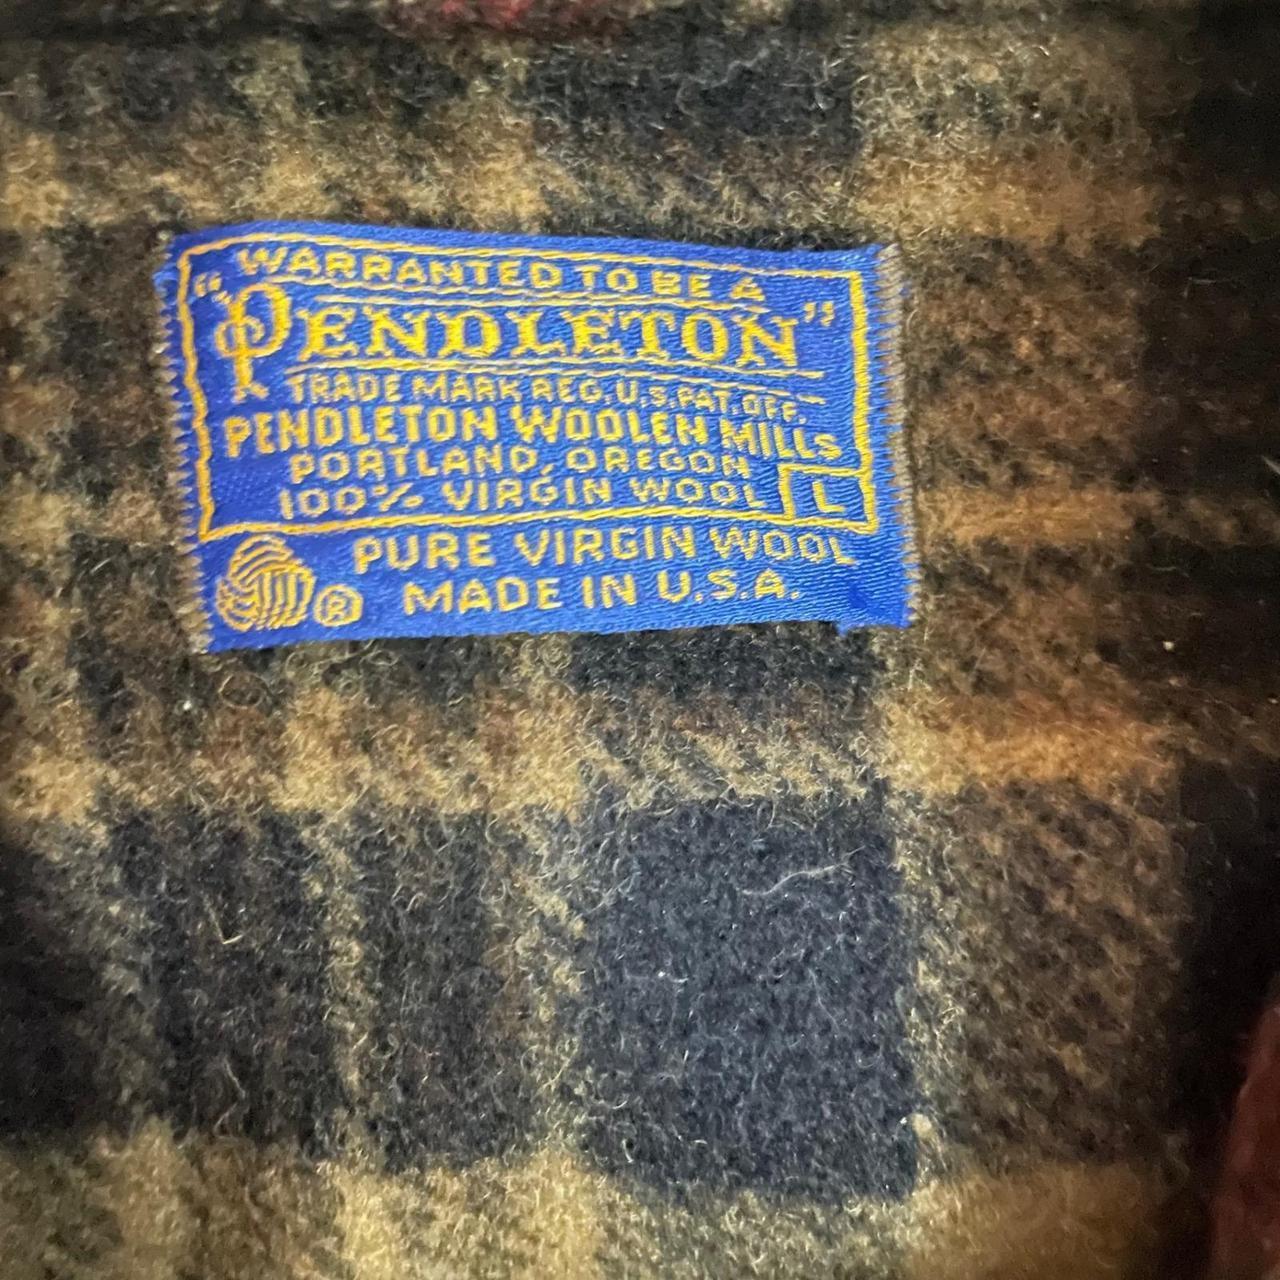 WARRANTED TO BE A
"PENDLETON"
TRADE MARK REG. U.S. PAT. OFF.
PENDLETON WOOLEN MILLS
PORTLAND, OREGON
100% VIRGIN WOOL L
PURE VIRGIN WOOL
® MADE IN U.S.A.